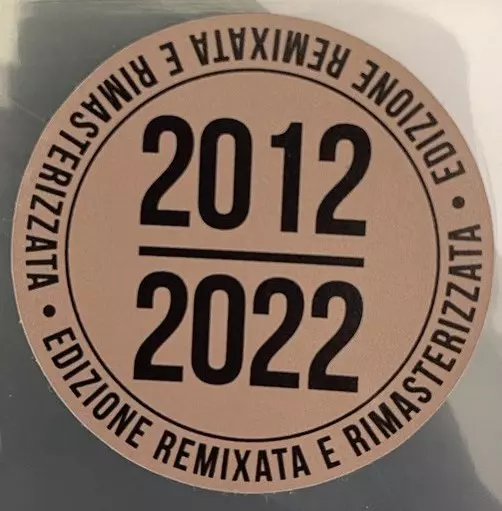 2012
2022
EDIZIONE REMIXATA E RIMASTERIZZATA •
EDIZIONE REMIXATA E RIMASTERIZZATA •